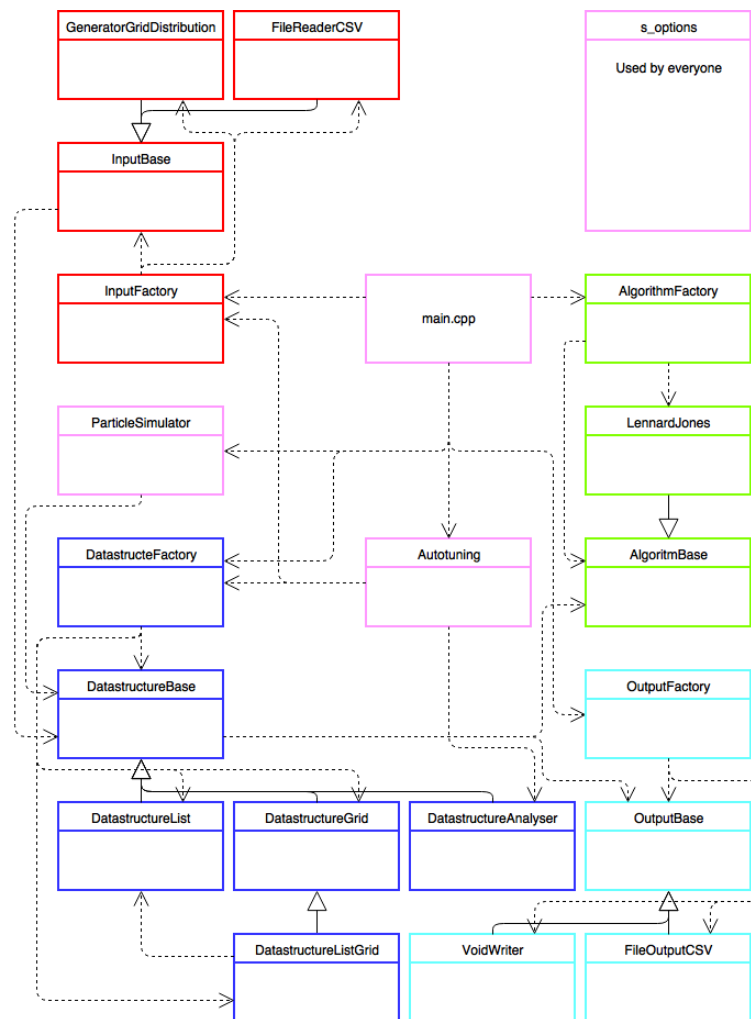 GeneratorGridDistribution
FileReaderCSV
s_options
Used by everyone
InputBase
InputFactory
main.cpp
AlgorithmFactory
ParticleSimulator
LennardJones
DatastructeFactory
Autotuning
AlgoritmBase
DatastructureBase
OutputFactory
DatastructureList
DatastructureGrid
DatastructureAnalyser
OutputBase
DatastructureListGrid
VoidWriter
FileOutputCSV